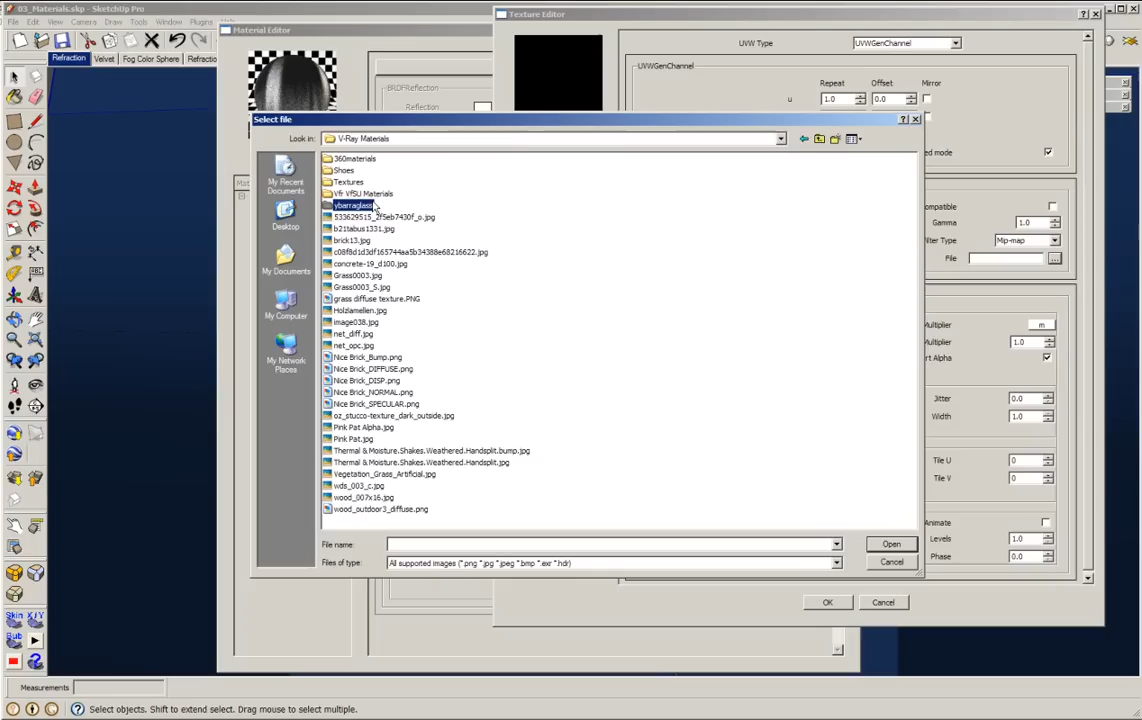 03_Materials.skp - SketchUp Pro
File Edit View Camera Draw Tools Window Plugins
Refraction Velvet Fog Color Sphere
Material Editor
BRDFReflection
Reflection
Texture Editor
UVW Type UVWGenChannel
UVWGenChannel
Repeat Offset Mirror
u 1.0 0.0
ed mode
ompatible
Gamma 1.0
ilter Type Mip-map
File ...
Multiplier m
Multiplier 1.0
rt Alpha
Jitter 0.0
Width 1.0
Tile U 0
Tile V 0
Animate
Levels 1.0
Phase 0.0
OK Cancel
Select file
Look in: V-Ray Materials
My Recent Documents
Desktop
My Documents
My Computer
My Network Places
360materials
Shoes
Textures
Vfr VfSU Materials
ybarraglass
533629515_2f5eb7430f_o.jpg
b21tabus1331.jpg
brick13.jpg
c08f8d1d3df165744aa5b34388e68216622.jpg
concrete-19_d100.jpg
Grass0003.jpg
Grass0003_S.jpg
grass diffuse texture.PNG
Holzlamellen.jpg
image038.jpg
net_diff.jpg
net_opc.jpg
Nice Brick_Bump.png
Nice Brick_DIFFUSE.png
Nice Brick_DISP.png
Nice Brick_NORMAL.png
Nice Brick_SPECULAR.png
oz_stucco-texture_dark_outside.jpg
Pink Pat Alpha.jpg
Pink Pat.jpg
Thermal & Moisture.Shakes.Weathered.Handsplit.bump.jpg
Thermal & Moisture.Shakes.Weathered.Handsplit.jpg
Vegetation_Grass_Artificial.jpg
wds_003_c.jpg
wood_007x16.jpg
wood_outdoor3_diffuse.png
File name: Open
Files of type: All supported images (*.png *.jpg *.jpeg *.bmp *.exr *.hdr) Cancel
Skin X/Y
Bub
Measurements
Select objects. Shift to extend select. Drag mouse to select multiple.